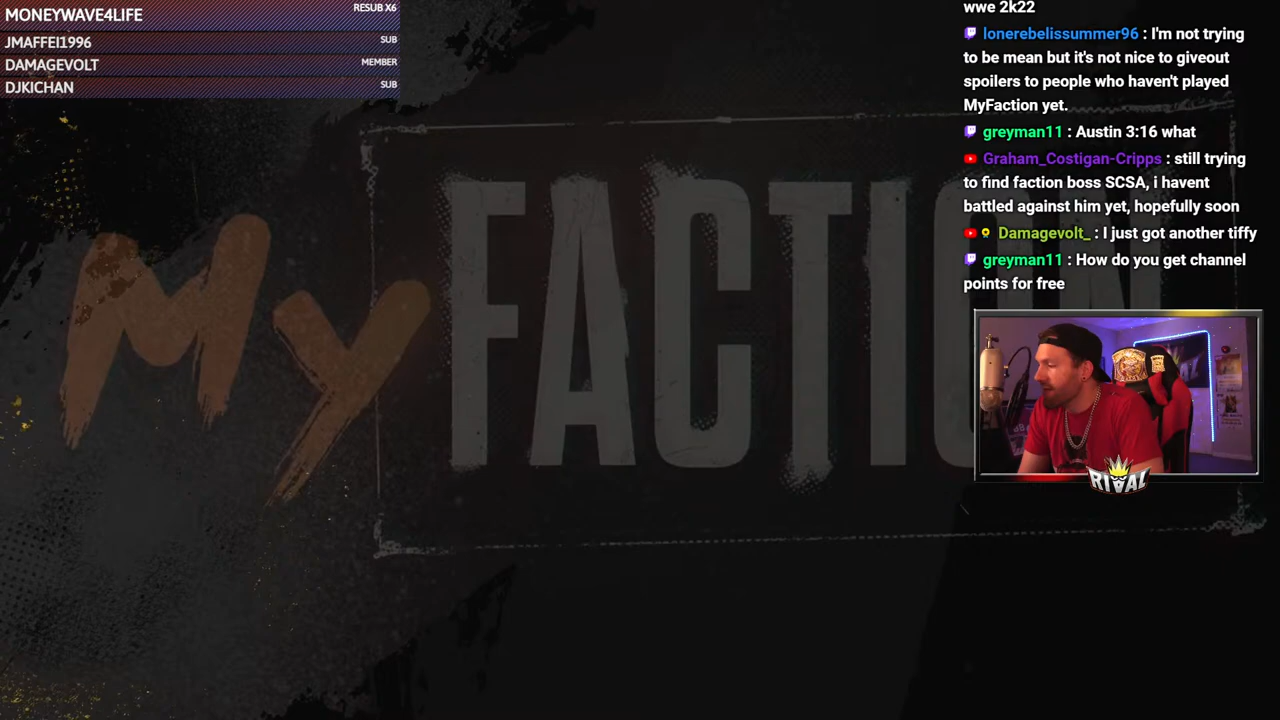 MONEYWAVE4LIFE RESUB X6
JMAFFEI1996 SUB
DAMAGEVOLT MEMBER
DJKICHAN SUB
wwe 2k22
lonerebelissummer96 : I'm not trying
to be mean but it's not nice to giveout
spoilers to people who haven't played
MyFaction yet.
greyman11 : Austin 3:16 what
Graham_Costigan-Cripps : still trying
to find faction boss SCSA, i havent
battled against him yet, hopefully soon
Damagevolt_ : I just got another tiffy
greyman11 : How do you get channel
points for free
My FACTION
RIVAL